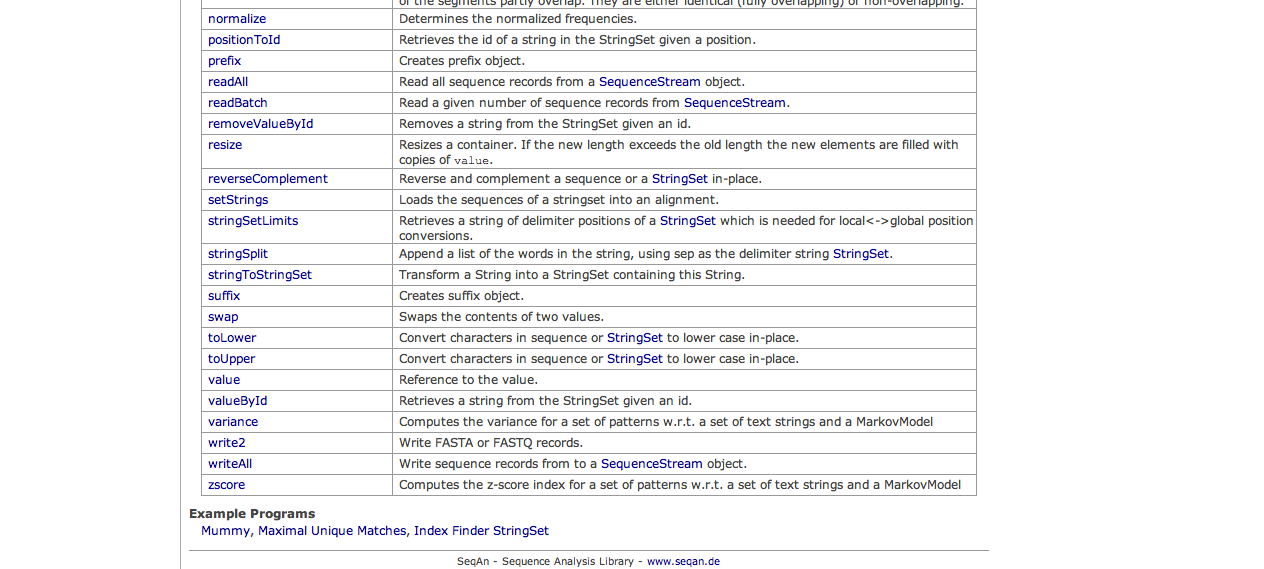 of the segments partly overlap. They are either identical (fully overlapping) or non-overlapping.
normalize Determines the normalized frequencies.
positionToId Retrieves the id of a string in the StringSet given a position.
prefix Creates prefix object.
readAll Read all sequence records from a SequenceStream object.
readBatch Read a given number of sequence records from SequenceStream.
removeValueById Removes a string from the StringSet given an id.
resize Resizes a container. If the new length exceeds the old length the new elements are filled with
copies of value.
reverseComplement Reverse and complement a sequence or a StringSet in-place.
setStrings Loads the sequences of a stringset into an alignment.
stringSetLimits Retrieves a string of delimiter positions of a StringSet which is needed for local<->global position
conversions.
stringSplit Append a list of the words in the string, using sep as the delimiter string StringSet.
stringToStringSet Transform a String into a StringSet containing this String.
suffix Creates suffix object.
swap Swaps the contents of two values.
toLower Convert characters in sequence or StringSet to lower case in-place.
toUpper Convert characters in sequence or StringSet to lower case in-place.
value Reference to the value.
valueById Retrieves a string from the StringSet given an id.
variance Computes the variance for a set of patterns w.r.t. a set of text strings and a MarkovModel
write2 Write FASTA or FASTQ records.
writeAll Write sequence records from to a SequenceStream object.
zscore Computes the z-score index for a set of patterns w.r.t. a set of text strings and a MarkovModel
Example Programs
Mummy, Maximal Unique Matches, Index Finder StringSet
SeqAn - Sequence Analysis Library - www.seqan.de